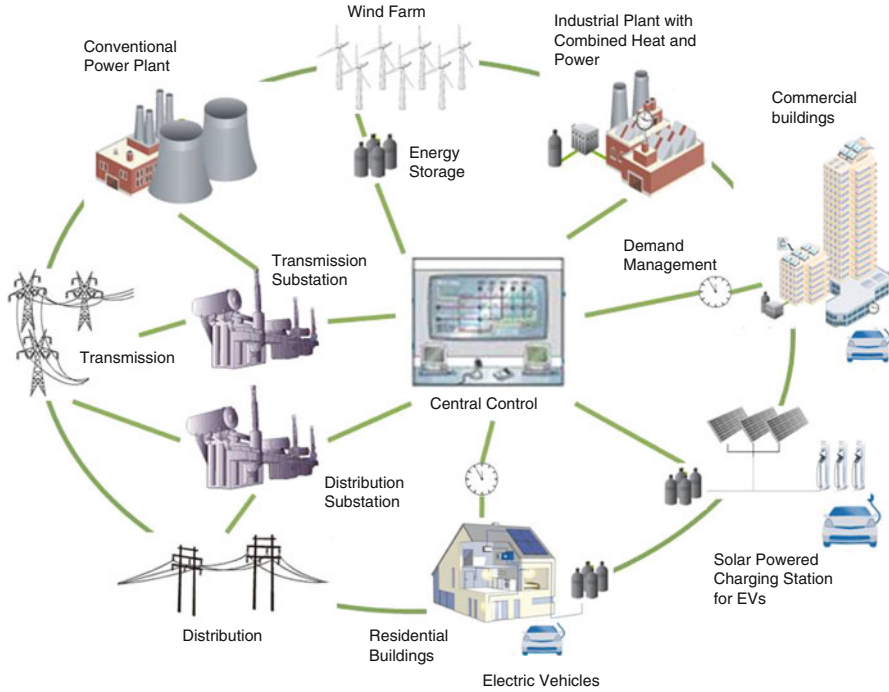 Wind Farm
Conventional
Power Plant
Industrial Plant with
Combined Heat and
Power
Commercial
buildings
Energy
Storage
Transmission
Substation
Demand
Management
Transmission
Central Control
Distribution
Substation
Solar Powered
Charging Station
for EVs
Distribution
Residential
Buildings
Electric Vehicles